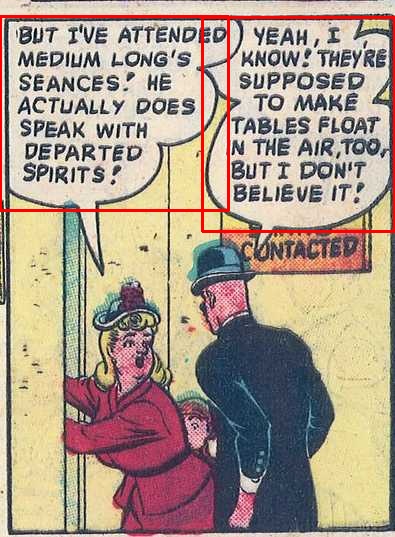 BUT I'VE ATTENDED
MEDIUM LONG'S
SEANCES! HE
ACTUALLY DOES
SPEAK WITH
DEPARTED
SPIRITS!
YEAH, I
KNOW! THEY'RE
SUPPOSED
TO MAKE
TABLES FLOAT
N THE AIR, TOO,
BUT I DON'T
BELIEVE IT!
CONTACTED